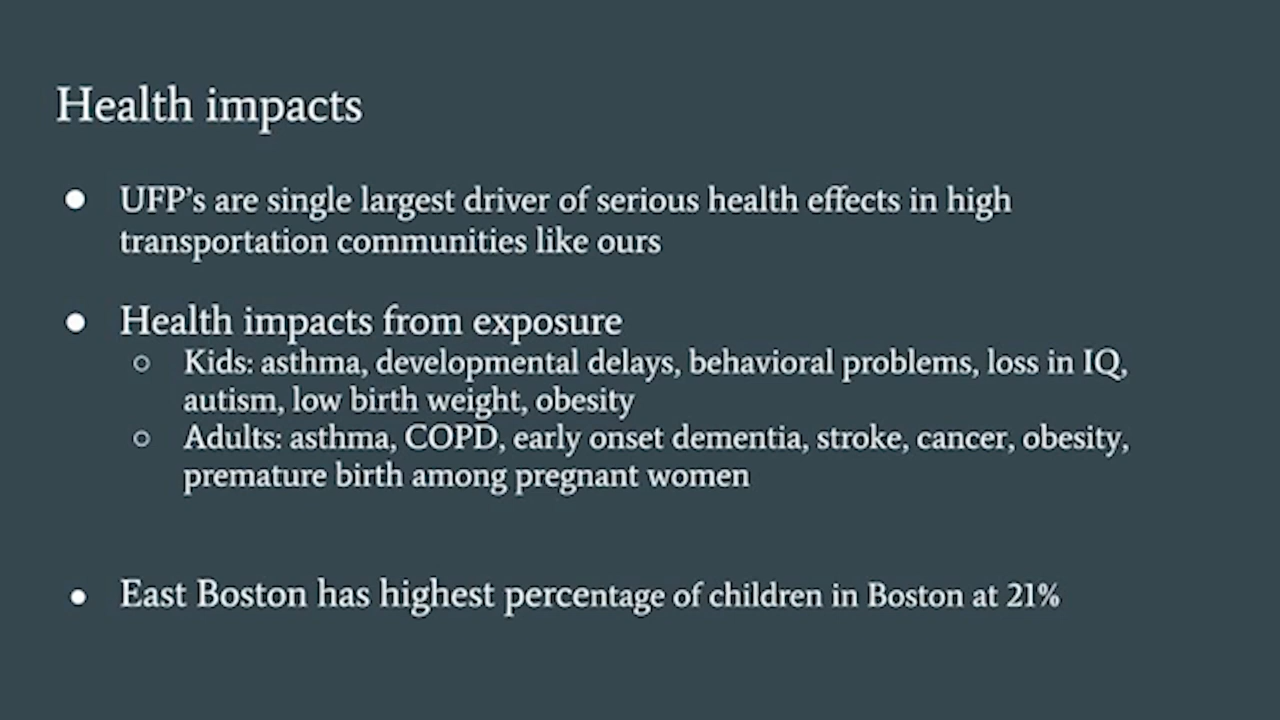 Health impacts
● UFP’s are single largest driver of serious health effects in high
transportation communities like ours
● Health impacts from exposure
○ Kids: asthma, developmental delays, behavioral problems, loss in IQ,
autism, low birth weight, obesity
○ Adults: asthma, COPD, early onset dementia, stroke, cancer, obesity,
premature birth among pregnant women
● East Boston has highest percentage of children in Boston at 21%